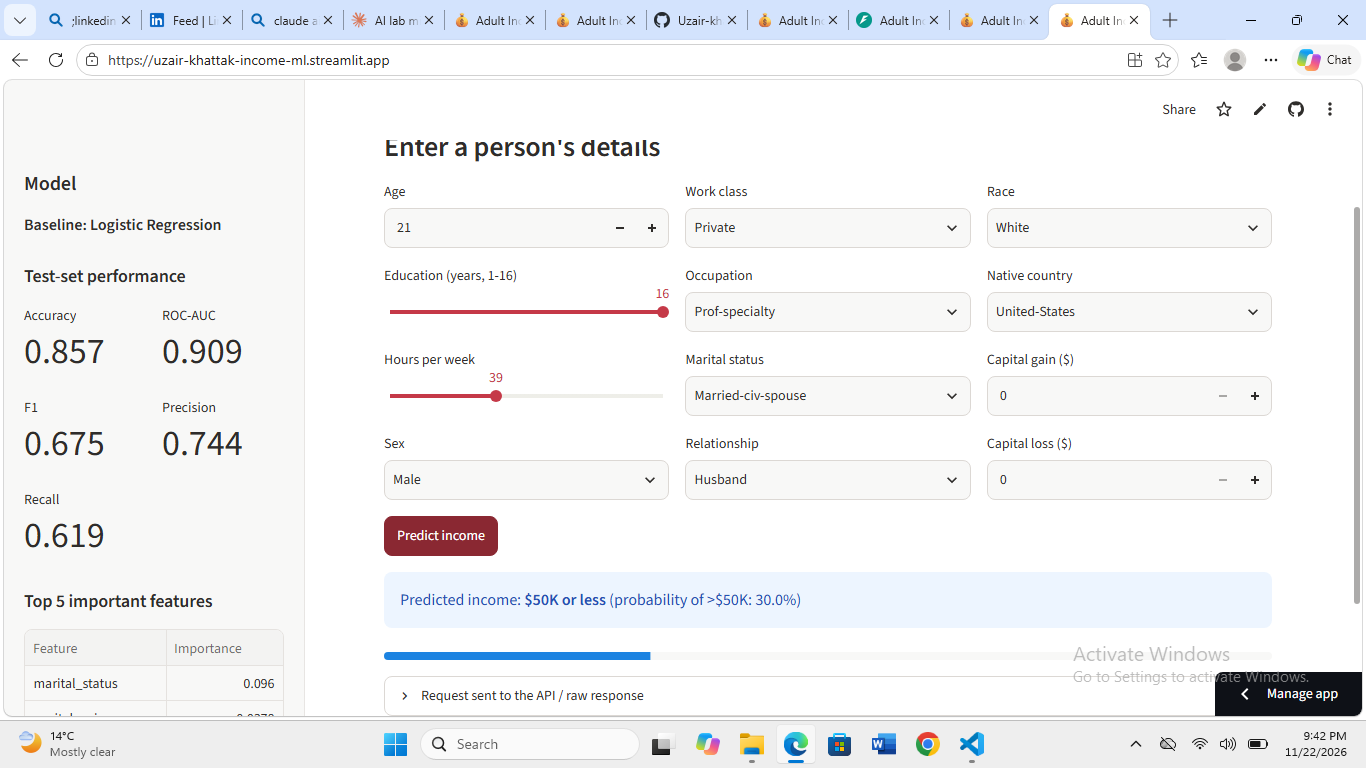 ;linkedin
Feed | Li
claude a
AI lab m
Adult Inc
Adult Inc
Uzair-kh
Adult Inc
Adult Inc
Adult Inc
Adult Inc
https://uzair-khattak-income-ml.streamlit.app
Chat
Share
Model
Baseline: Logistic Regression
Test-set performance
Accuracy ROC-AUC
0.857 0.909
F1 Precision
0.675 0.744
Recall
0.619
Top 5 important features
Feature Importance
marital_status 0.096
Enter a person's details
Age Work class Race
21 Private White
Education (years, 1-16) Occupation Native country
16
Prof-specialty United-States
Hours per week Marital status Capital gain ($)
39
Married-civ-spouse 0
Sex Relationship Capital loss ($)
Male Husband 0
Predict income
Predicted income: $50K or less (probability of >$50K: 30.0%)
Request sent to the API / raw response
Activate Windows
Go to Settings to activate Windows.
Manage app
14°C
Mostly clear
Search
9:42 PM
11/22/2026